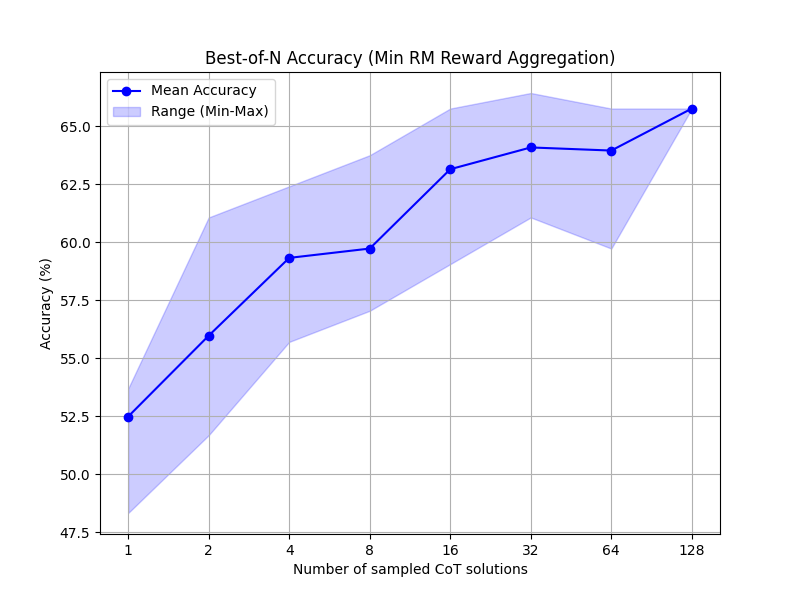 Best-of-N Accuracy (Min RM Reward Aggregation)
Mean Accuracy
Range (Min-Max)
Accuracy (%)
65.0
62.5
60.0
57.5
55.0
52.5
50.0
47.5
1 2 4 8 16 32 64 128
Number of sampled CoT solutions